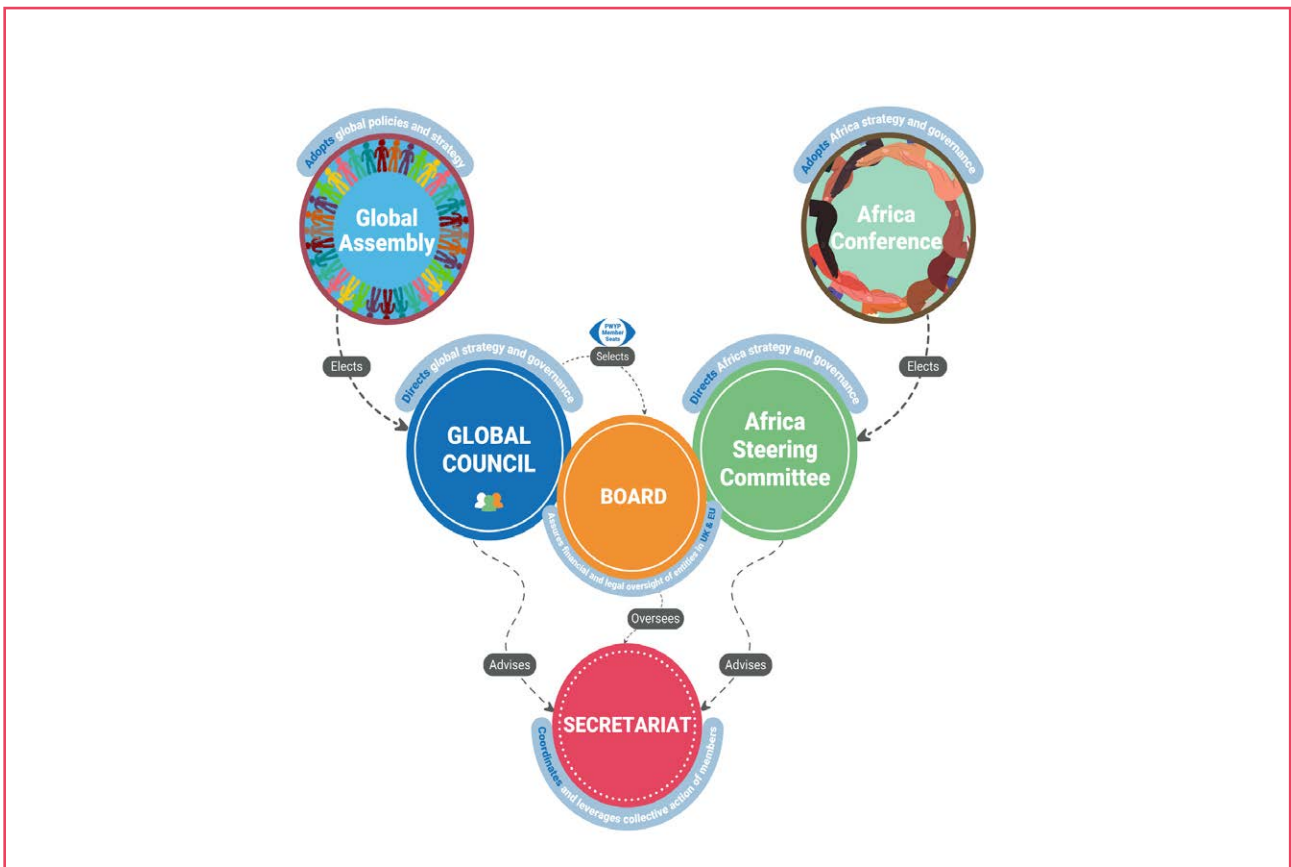 Adopts global policies and strategy
Global
Assembly
Adopts Africa strategy and governance
Africa
Conference
Elects
Elects
PWYP
Member
Seats
Selects
Directs global strategy and governance
GLOBAL
COUNCIL
Directs Africa strategy and governance
Africa
Steering
Committee
BOARD
Assures financial and legal oversight of entities in UK & EU
Oversees
Advises
Advises
SECRETARIAT
Coordinates and leverages collective action of members